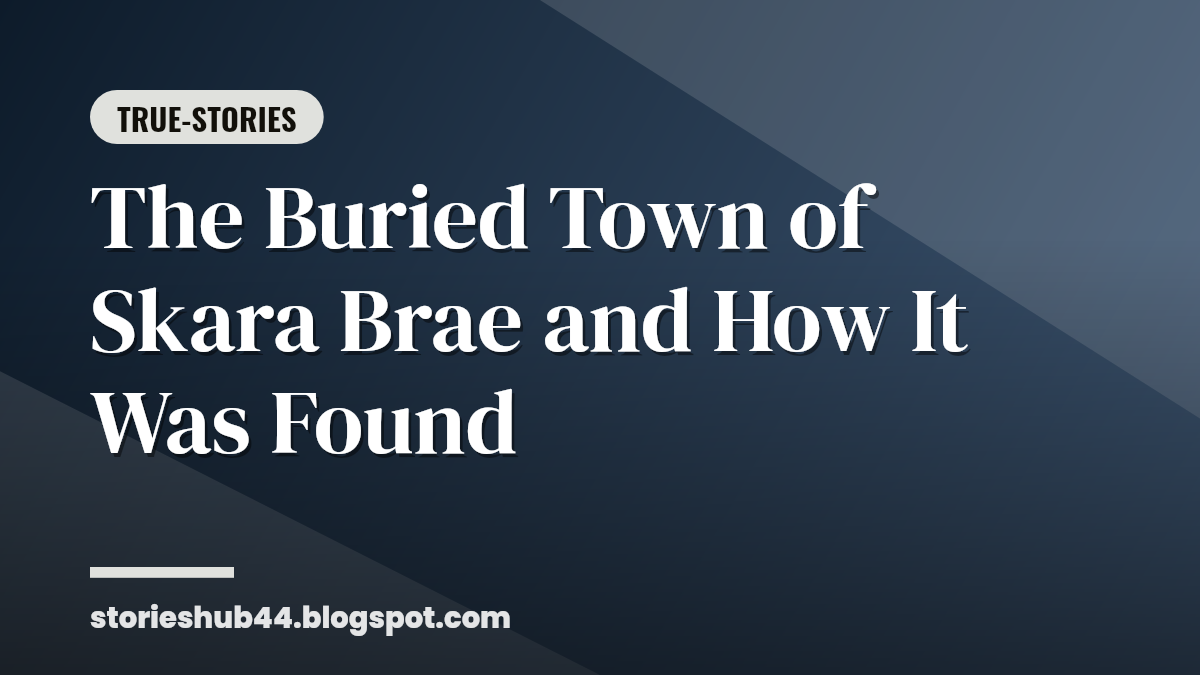 TRUE-STORIES
The Buried Town of
Skara Brae and How It
Was Found
storieshub44.blogspot.com